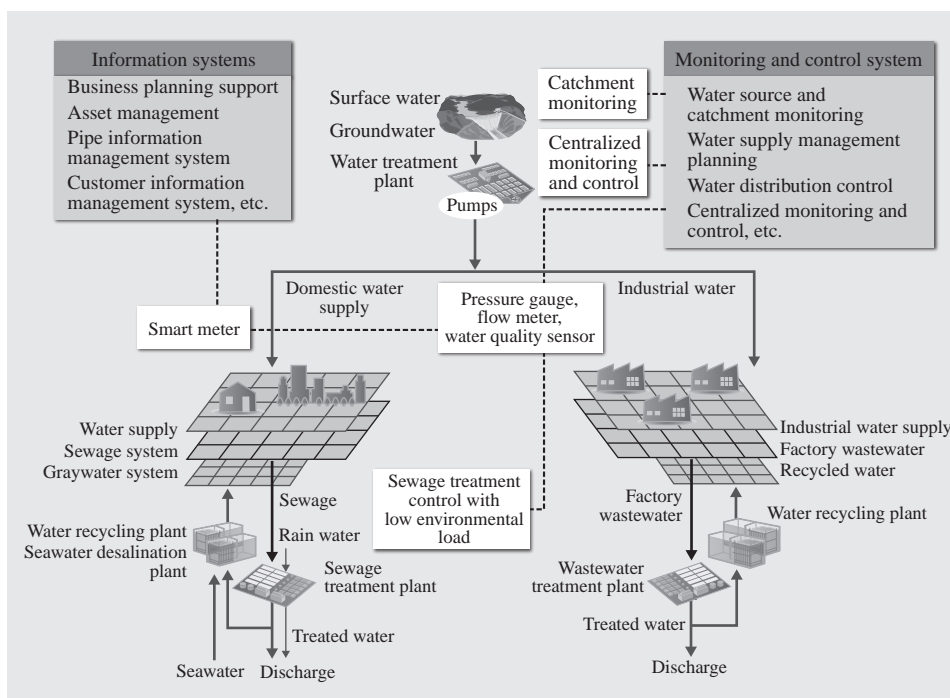 Information systems
Business planning support
Asset management
Pipe information
management system
Customer information
management system, etc.
Surface water
Groundwater
Water treatment
plant
Pumps
Catchment
monitoring
Centralized
monitoring
and control
Monitoring and control system
Water source and
catchment monitoring
Water supply management
planning
Water distribution control
Centralized monitoring and
control, etc.
Domestic water
supply
Industrial water
Smart meter
Pressure gauge,
flow meter,
water quality sensor
Water supply
Sewage system
Graywater system
Sewage
Water recycling plant
Seawater desalination
plant
Rain water
Sewage
treatment plant
Treated water
Seawater
Discharge
Sewage treatment
control with
low environmental
load
Industrial water supply
Factory wastewater
Recycled water
Factory
wastewater
Water recycling plant
Wastewater
treatment plant
Treated water
Discharge